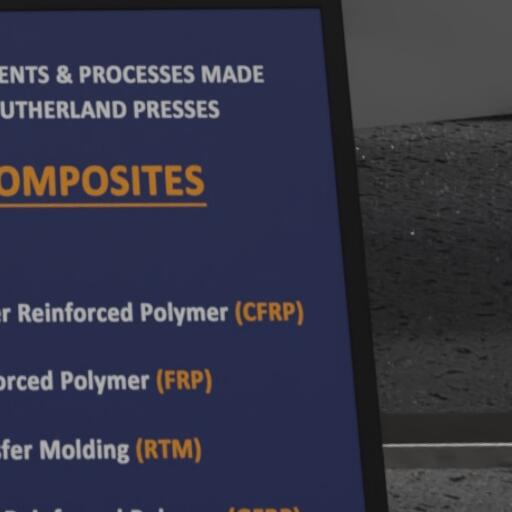 ENTS & PROCESSES MADE
UTHERLAND PRESSES
OMPOSITES
er Reinforced Polymer (CFRP)
orced Polymer (FRP)
sfer Molding (RTM)